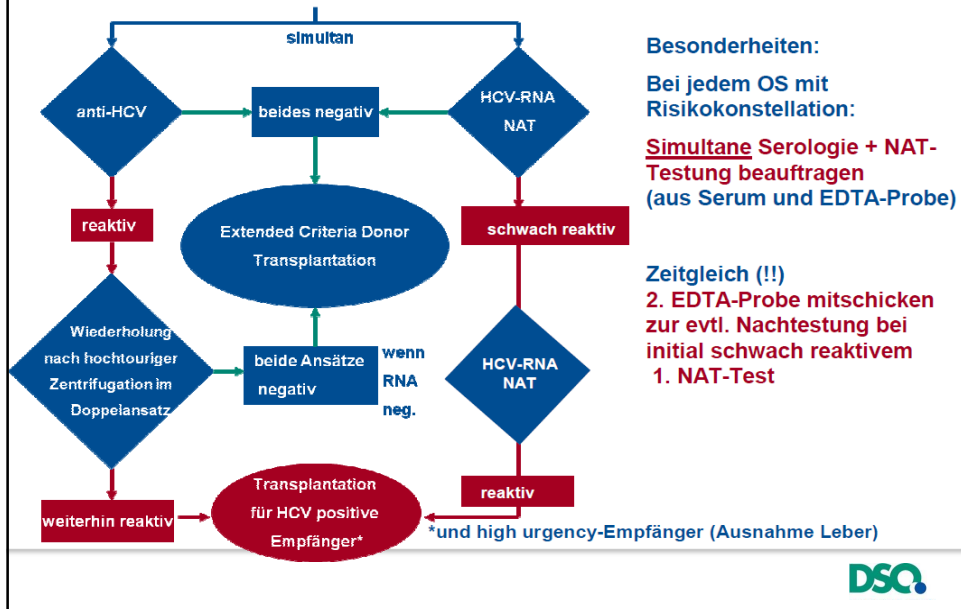 simultan
anti-HCV
beides negativ
HCV-RNA
NAT
reaktiv
Extended Criteria Donor
Transplantation
schwach reaktiv
Wiederholung
nach hochtouriger
Zentrifugation im
Doppelansatz
beide Ansätze
negativ
wenn
RNA
neg.
HCV-RNA
NAT
weiterhin reaktiv
Transplantation
für HCV positive
Empfänger*
reaktiv
*und high urgency-Empfänger (Ausnahme Leber)
Besonderheiten:
Bei jedem OS mit
Risikokonstellation:
Simultane Serologie + NAT-
Testung beauftragen
(aus Serum und EDTA-Probe)
Zeitgleich (!!)
2. EDTA-Probe mitschicken
zur evtl. Nachtestung bei
initial schwach reaktivem
1. NAT-Test
DSO.